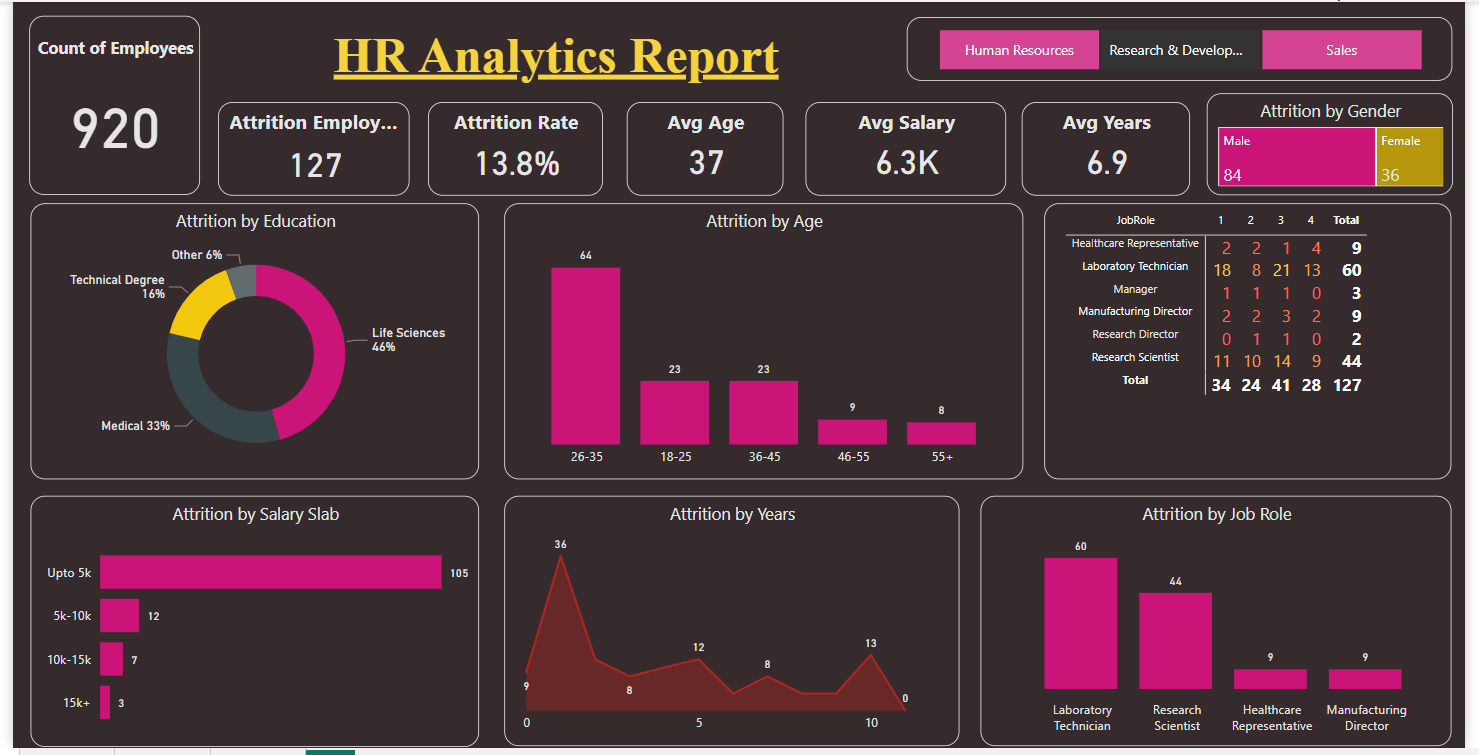 Count of Employees
920
HR Analytics Report
Human Resources
Research & Develop...
Sales
Attrition Employ...
127
Attrition Rate
13.8%
Avg Age
37
Avg Salary
6.3K
Avg Years
6.9
Attrition by Gender
Male
84
Female
36
Attrition by Education
Other 6%
Technical Degree
16%
Life Sciences
46%
Medical 33%
Attrition by Age
64
23
23
9
8
26-35
18-25
36-45
46-55
55+
JobRole 1 2 3 4 Total
Healthcare Representative 2 2 1 4 9
Laboratory Technician 18 8 21 13 60
Manager 1 1 1 0 3
Manufacturing Director 2 2 3 2 9
Research Director 0 1 1 0 2
Research Scientist 11 10 14 9 44
Total 34 24 41 28 127
Attrition by Salary Slab
Upto 5k 105
5k-10k 12
10k-15k 7
15k+ 3
Attrition by Years
36
9
8
12
8
13
0
0 5 10
Attrition by Job Role
60
44
9
9
Laboratory
Technician
Research
Scientist
Healthcare
Representative
Manufacturing
Director